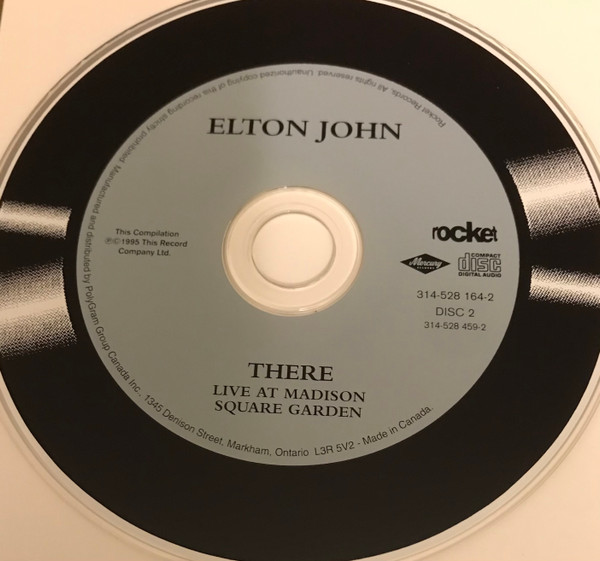 ELTON JOHN
This Compilation
℗©1995 This Record
Company Ltd.
rocket
Mercury
RECORDS
COMPACT
disc
DIGITAL AUDIO
314-528 164-2
DISC 2
314-528 459-2
THERE
LIVE AT MADISON
SQUARE GARDEN
Rocket Records. All rights reserved. Unauthorized copying of this recording strictly prohibited. Manufactured and distributed by PolyGram Group Canada Inc., 1345 Denison Street, Markham, Ontario L3R 5V2 - Made in Canada.